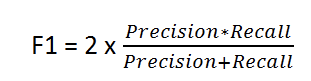 F1 = 2 x Precision*Recall / Precision+Recall